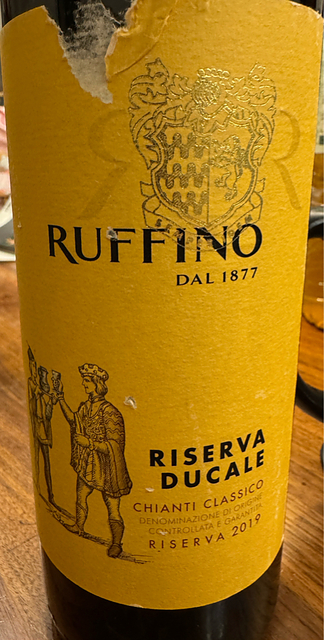 RUFFINO
DAL 1877
RISERVA
DUCALE
CHIANTI CLASSICO
DENOMINAZIONE DI ORIGINE
CONTROLLATA E GARANTITA
RISERVA 2019